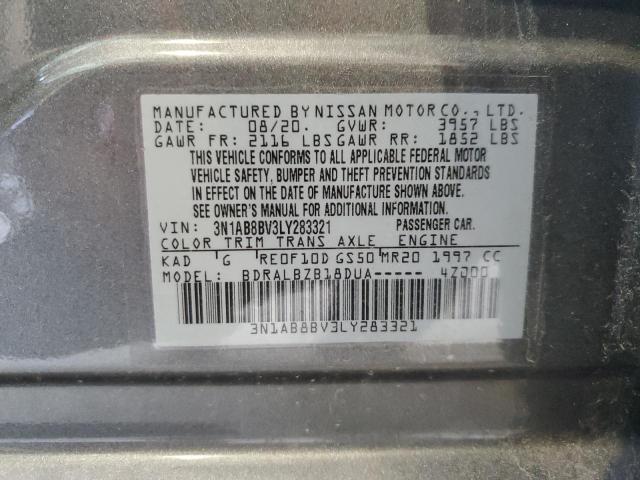 MANUFACTURED BY NISSAN MOTOR CO., LTD.
DATE: 08/20. GVWR: 3957 LBS
GAWR FR: 2116 LBS GAWR RR: 1852 LBS
THIS VEHICLE CONFORMS TO ALL APPLICABLE FEDERAL MOTOR
VEHICLE SAFETY, BUMPER AND THEFT PREVENTION STANDARDS
IN EFFECT ON THE DATE OF MANUFACTURE SHOWN ABOVE.
SEE OWNER'S MANUAL FOR ADDITIONAL INFORMATION.
VIN: 3N1AB8BV3LY283321 PASSENGER CAR.
COLOR TRIM TRANS AXLE ENGINE
KAD G RE0F10D GS50 MR20 1997 CC
MODEL: BDRALBZB18DUA---- 4Z000
3N1AB8BV3LY283321